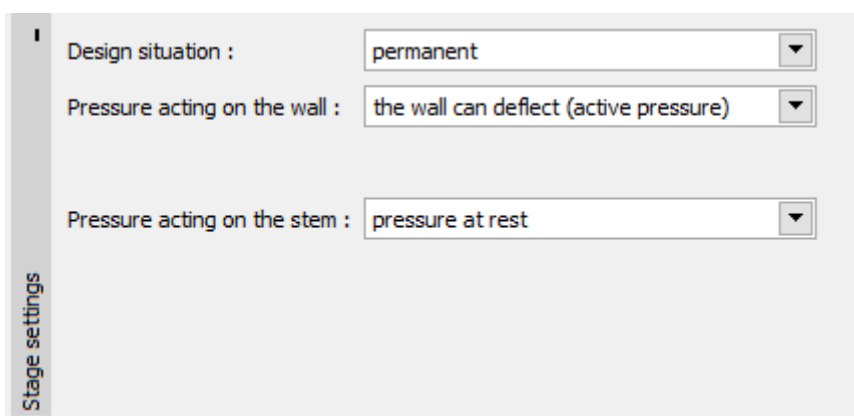 Design situation : permanent
Pressure acting on the wall : the wall can deflect (active pressure)
Pressure acting on the stem : pressure at rest
Stage settings